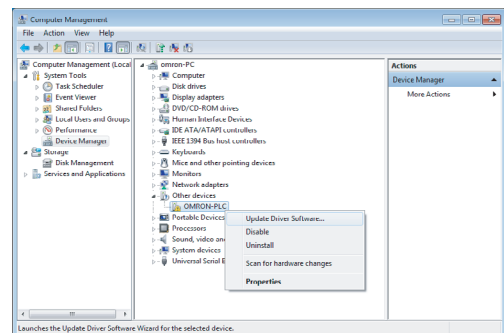 Computer Management
File Action View Help
Computer Management (Local
System Tools
Task Scheduler
Event Viewer
Shared Folders
Local Users and Groups
Performance
Device Manager
Storage
Disk Management
Services and Applications
omron-PC
Computer
Disk drives
Display adapters
DVD/CD-ROM drives
Human Interface Devices
IDE ATA/ATAPI controllers
IEEE 1394 Bus host controllers
Keyboards
Mice and other pointing devices
Monitors
Network adapters
Other devices
OMRON-PLC
Portable Devices
Processors
Sound, video an
System devices
Universal Serial B
Update Driver Software...
Disable
Uninstall
Scan for hardware changes
Properties
Actions
Device Manager
More Actions
Launches the Update Driver Software Wizard for the selected device.